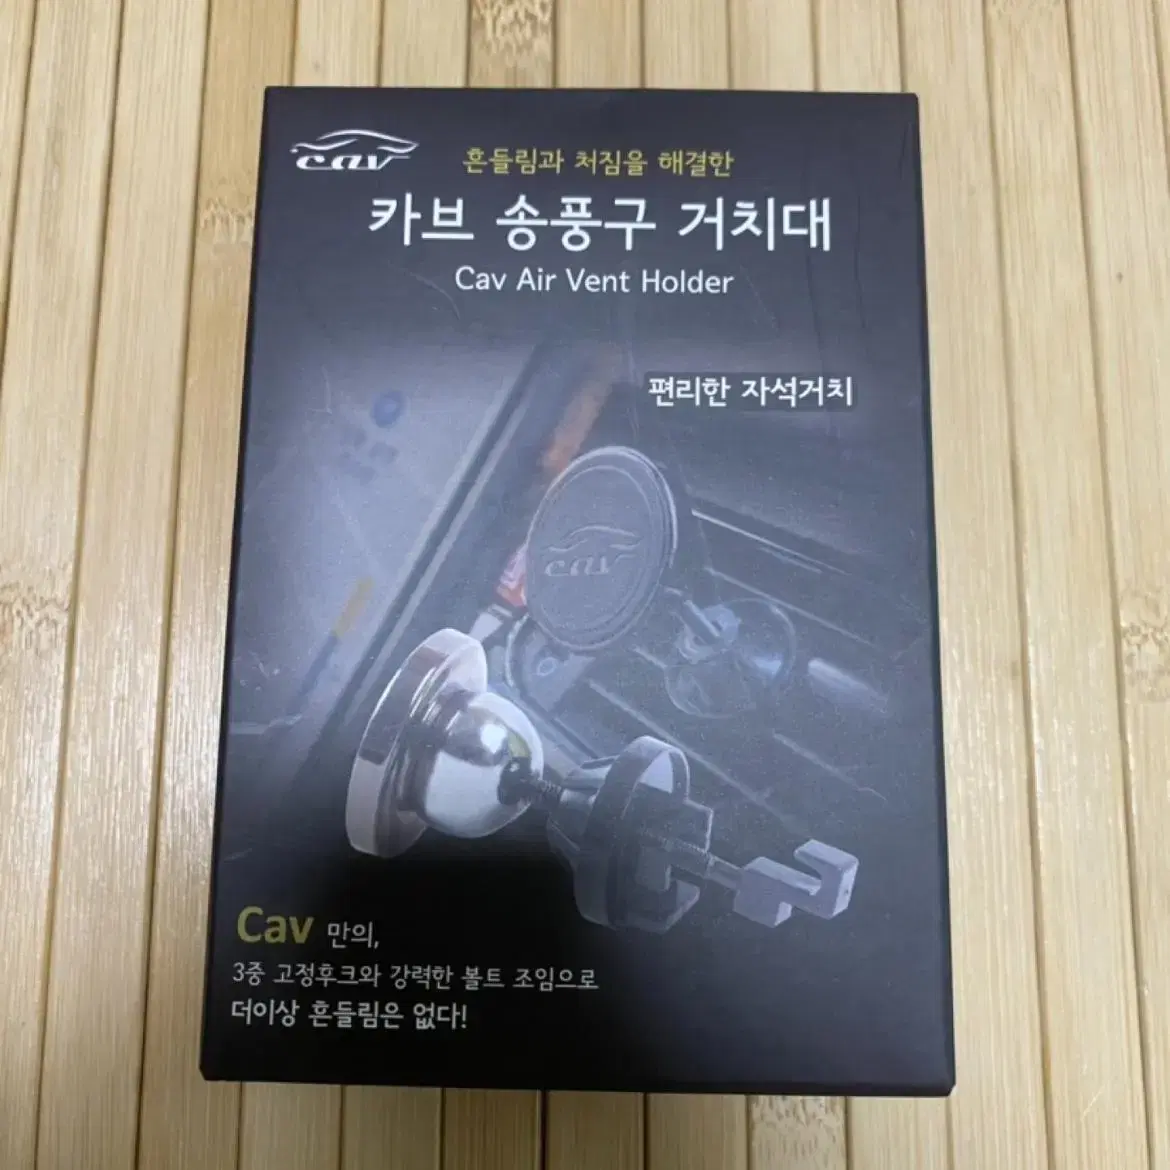 cav
흔들림과 처짐을 해결한
카브 송풍구 거치대
Cav Air Vent Holder
편리한 자석거치
cav
Cav 만의,
3중 고정후크와 강력한 볼트 조임으로
더이상 흔들림은 없다!